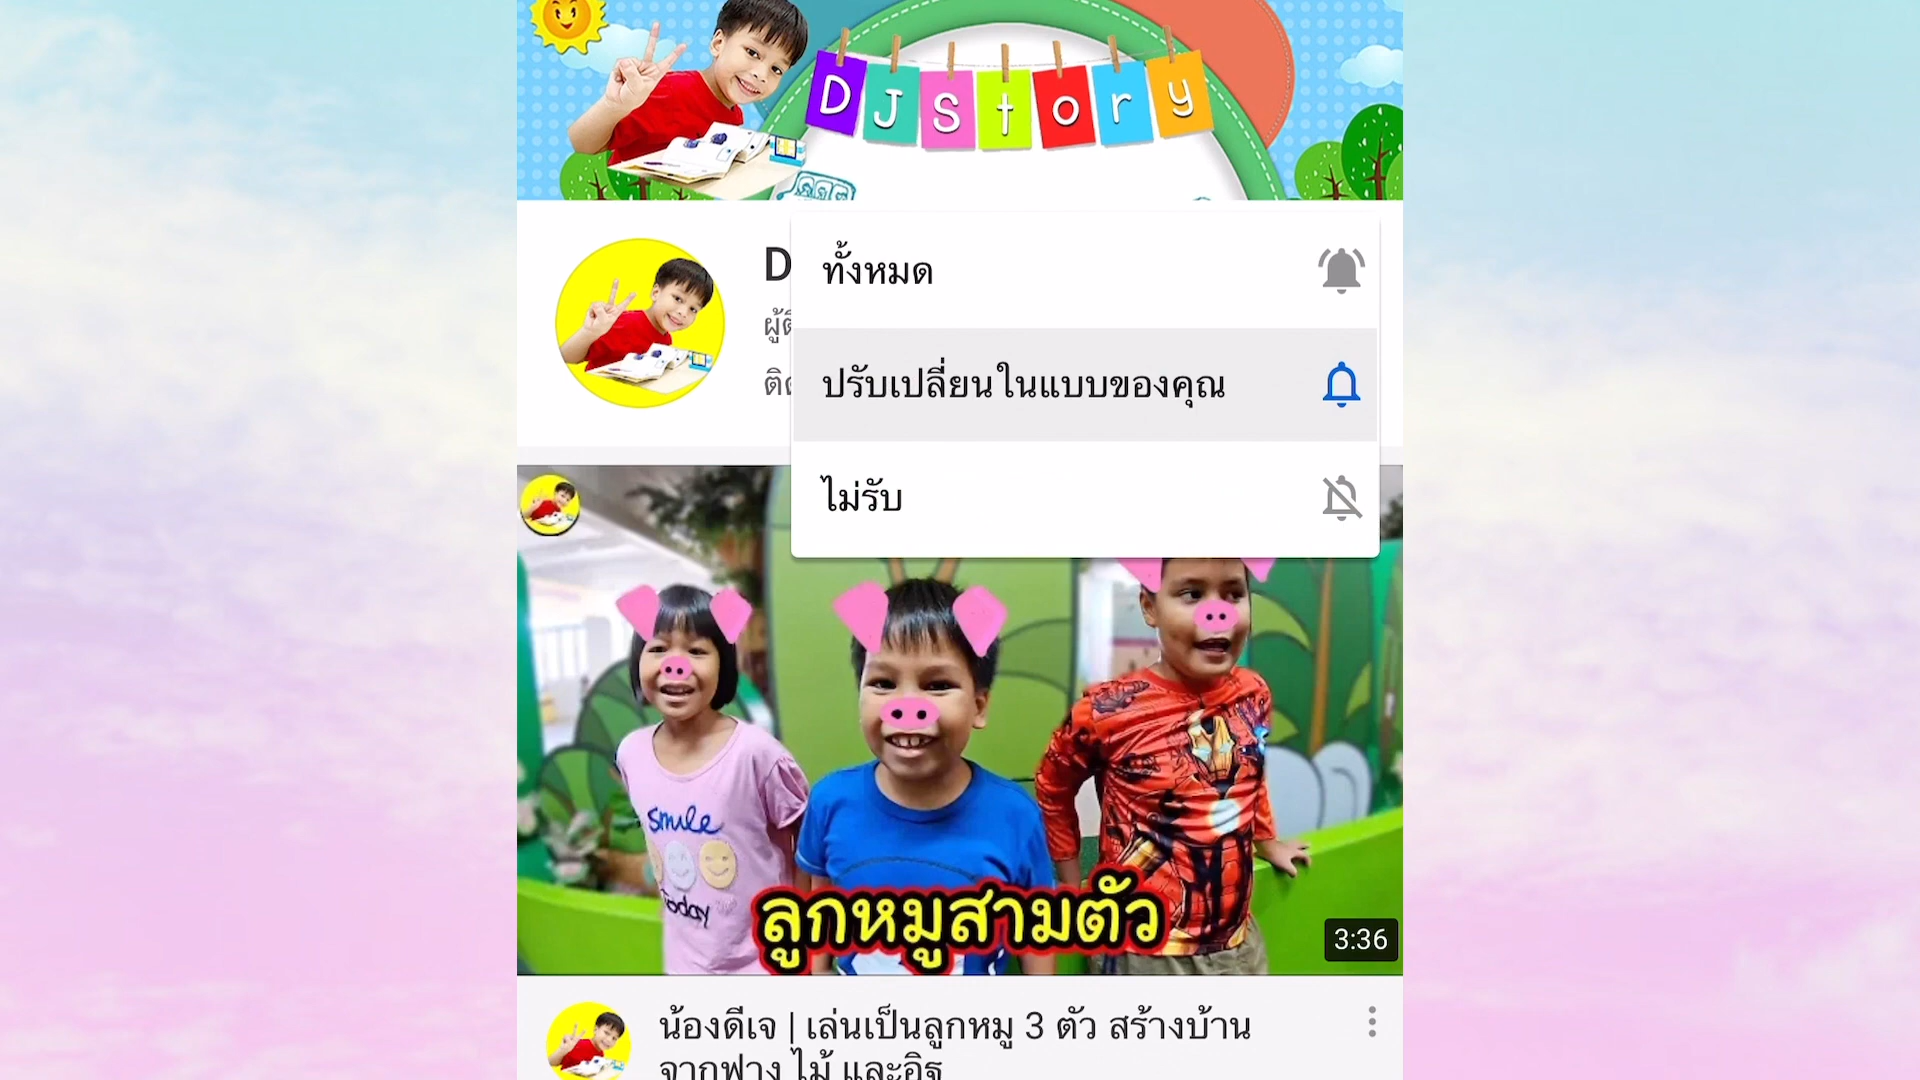 DJStory
D
ทั้งหมด
ปรับเปลี่ยนในแบบของคุณ
ไม่รับ
smile
Today
ลูกหมูสามตัว
3:36
น้องดีเจ | เล่นเป็นลูกหมู 3 ตัว สร้างบ้าน
จากฟาง ไม้ และอิฐ